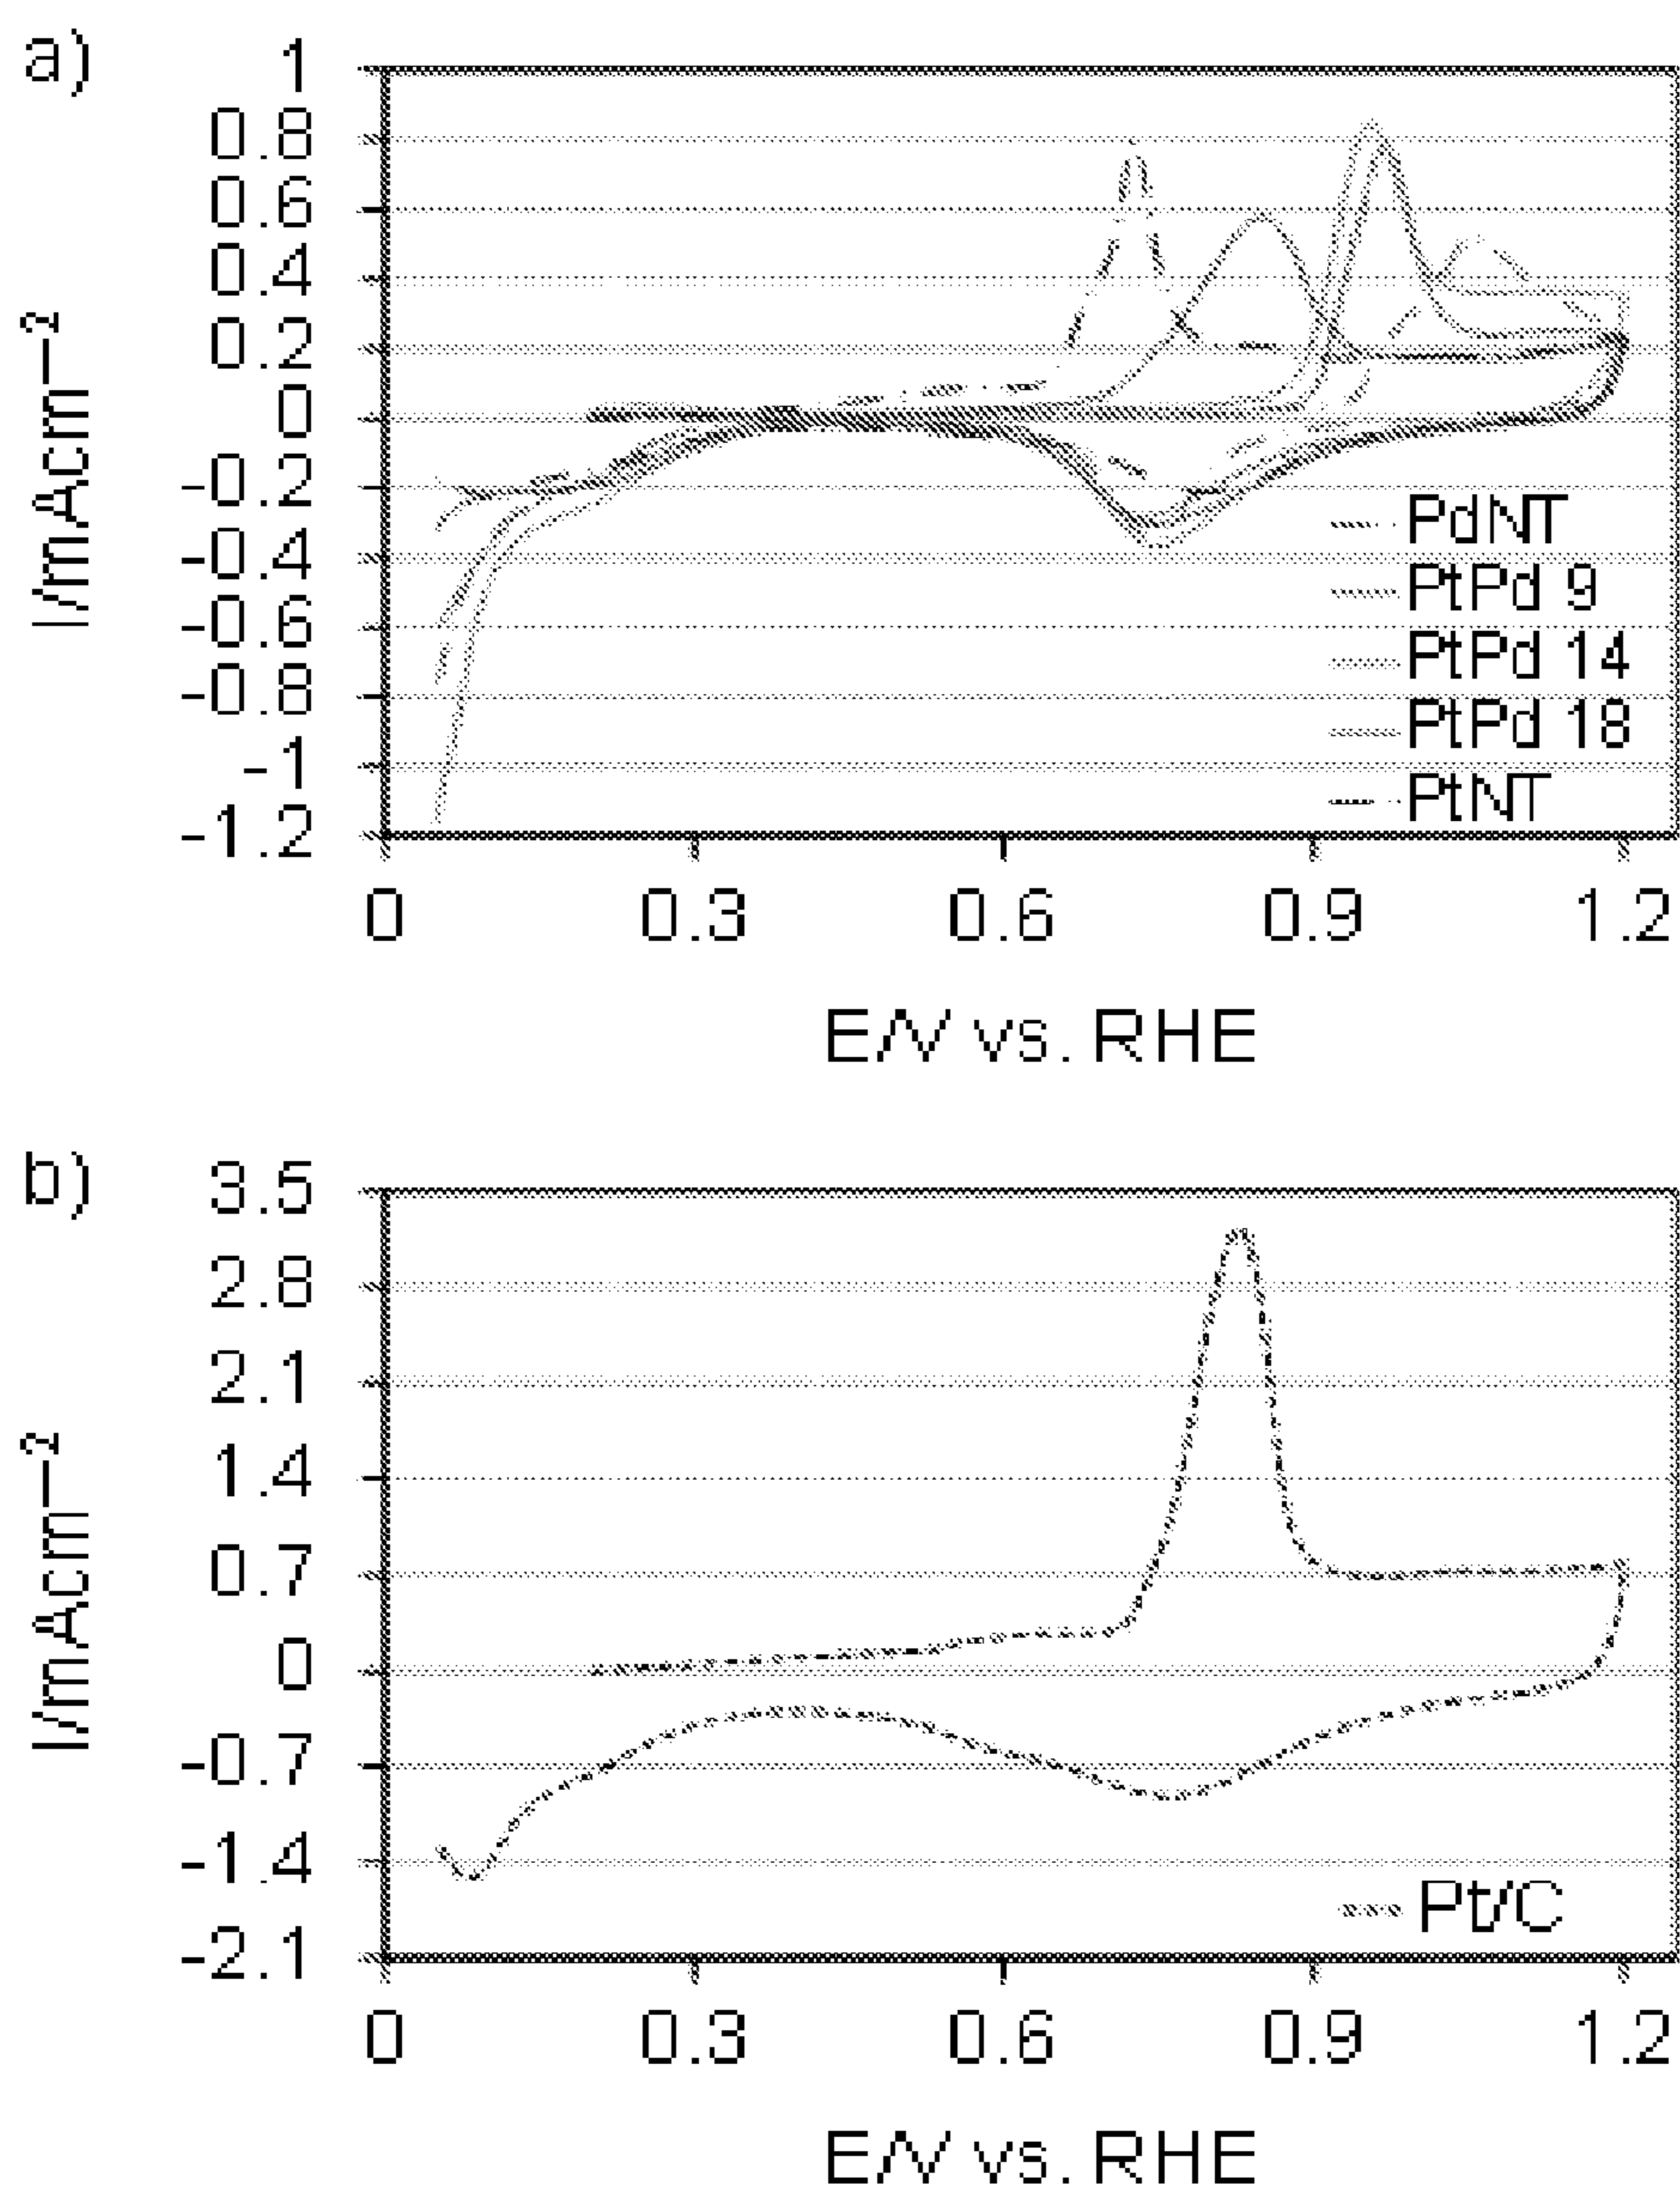 a)
1
0.8
0.6
0.4
0.2
0
-0.2
-0.4
-0.6
-0.8
-1
-1.2
I/mAcm⁻²
PdNT
PtPd 9
PtPd 14
PtPd 18
PtNT
0 0.3 0.6 0.9 1.2
E/V vs. RHE
b)
3.5
2.8
2.1
1.4
0.7
0
-0.7
-1.4
-2.1
I/mAcm⁻²
Pt/C
0 0.3 0.6 0.9 1.2
E/V vs. RHE